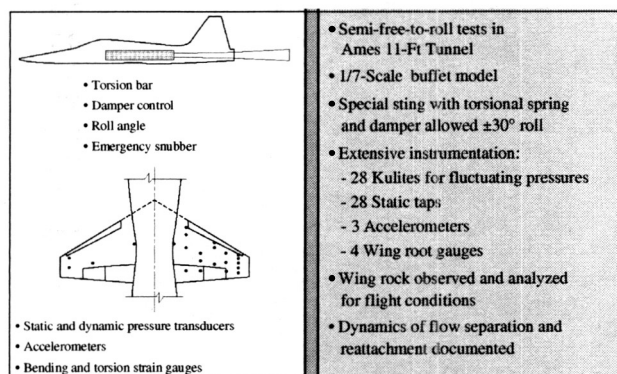 • Torsion bar
• Damper control
• Roll angle
• Emergency snubber
• Static and dynamic pressure transducers
• Accelerometers
• Bending and torsion strain gauges
• Semi-free-to-roll tests in
Ames 11-Ft Tunnel
• 1/7-Scale buffet model
• Special sting with torsional spring
and damper allowed ±30° roll
• Extensive instrumentation:
- 28 Kulites for fluctuating pressures
- 28 Static taps
- 3 Accelerometers
- 4 Wing root gauges
• Wing rock observed and analyzed
for flight conditions
• Dynamics of flow separation and
reattachment documented